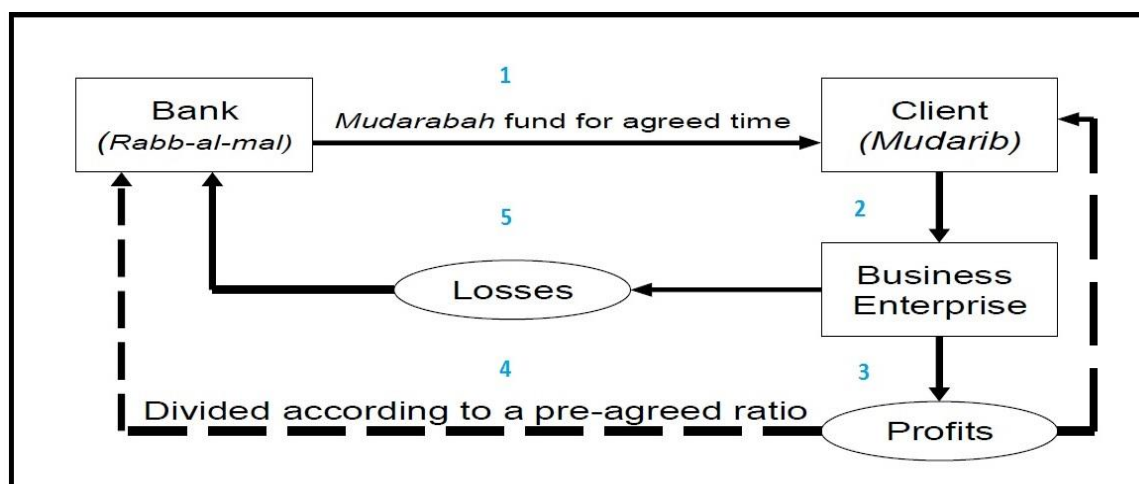 1
Bank
(Rabb-al-mal)
Mudarabah fund for agreed time
Client
(Mudarib)
2
5
Losses
Business
Enterprise
4
3
Divided according to a pre-agreed ratio
Profits